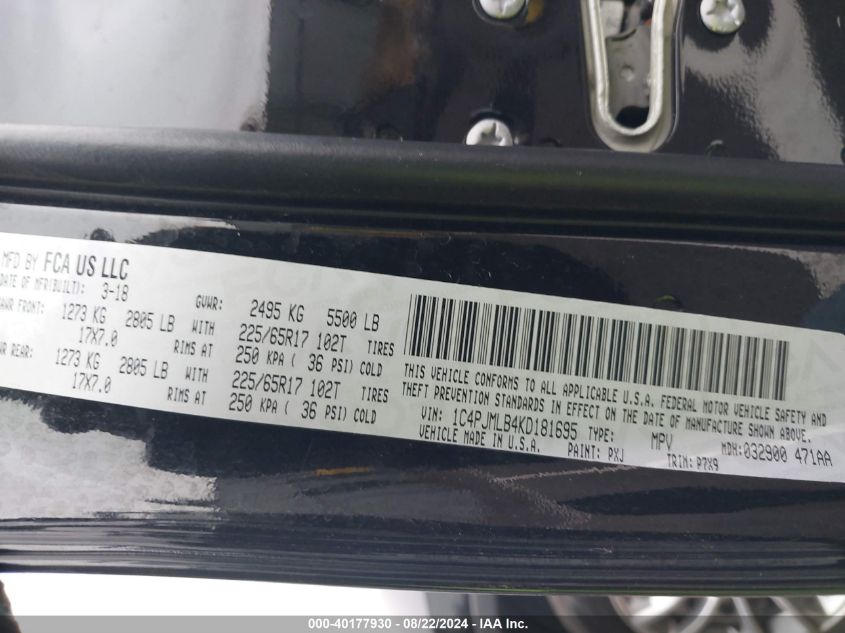 MFD BY FCA US LLC
DATE OF MFR(BUILT): 3-18 GVWR: 2495 KG 5500 LB
GAWR FRONT: 1273 KG 2805 LB WITH 225/65R17 102T TIRES
17X7.0 RIMS AT 250 KPA ( 36 PSI) COLD
GAWR REAR: 1273 KG 2805 LB WITH 225/65R17 102T TIRES
17X7.0 RIMS AT 250 KPA ( 36 PSI) COLD
THIS VEHICLE CONFORMS TO ALL APPLICABLE U.S.A. FEDERAL MOTOR VEHICLE SAFETY AND
THEFT PREVENTION STANDARDS IN EFFECT ON THE DATE OF MANUFACTURE SHOWN ABOVE.
VIN: 1C4PJMLB4KD181695 TYPE: MPV MDH:032900 471AA
VEHICLE MADE IN U.S.A. PAINT: PXJ TRIM: P7X9
000-40177930 - 08/22/2024 - IAA Inc.